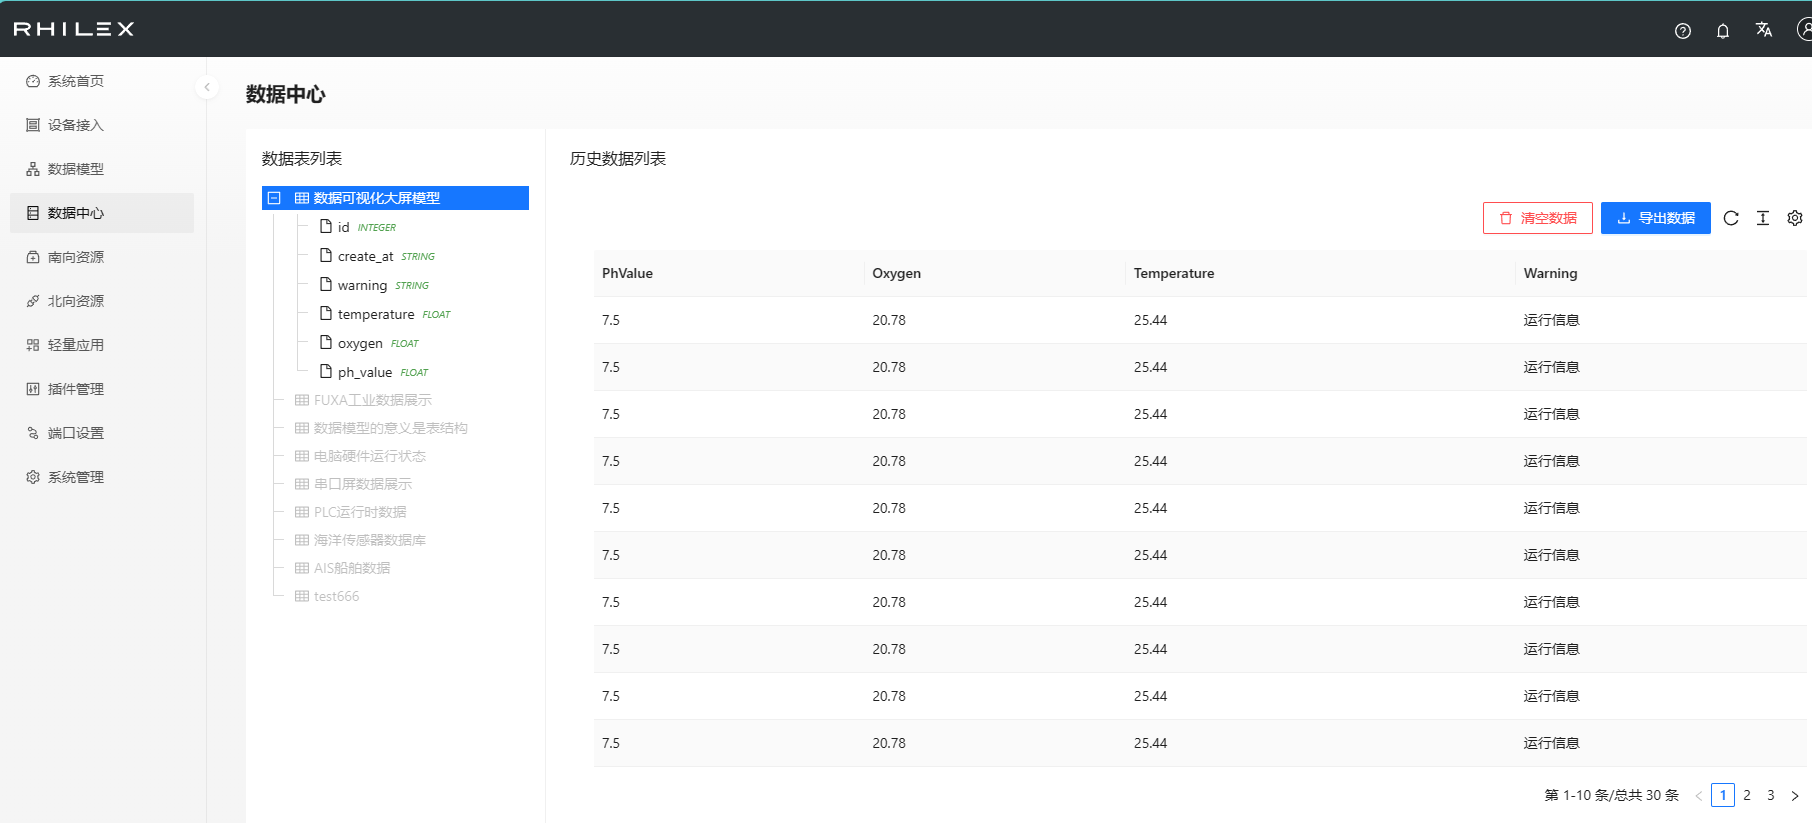 RHILEX
系统首页
设备接入
数据模型
数据中心
南向资源
北向资源
轻量应用
插件管理
端口设置
系统管理
数据中心
数据表列表
数据可视化大屏模型
id INTEGER
create_at STRING
warning STRING
temperature FLOAT
oxygen FLOAT
ph_value FLOAT
FUXA工业数据展示
数据模型的意义是表结构
电脑硬件运行状态
串口屏数据展示
PLC运行时数据
海洋传感器数据库
AIS船舶数据
test666
历史数据列表
清空数据 导出数据
PhValue Oxygen Temperature Warning
7.5 20.78 25.44 运行信息
7.5 20.78 25.44 运行信息
7.5 20.78 25.44 运行信息
7.5 20.78 25.44 运行信息
7.5 20.78 25.44 运行信息
7.5 20.78 25.44 运行信息
7.5 20.78 25.44 运行信息
7.5 20.78 25.44 运行信息
7.5 20.78 25.44 运行信息
7.5 20.78 25.44 运行信息
第 1-10 条/总共 30 条 < 1 2 3 >